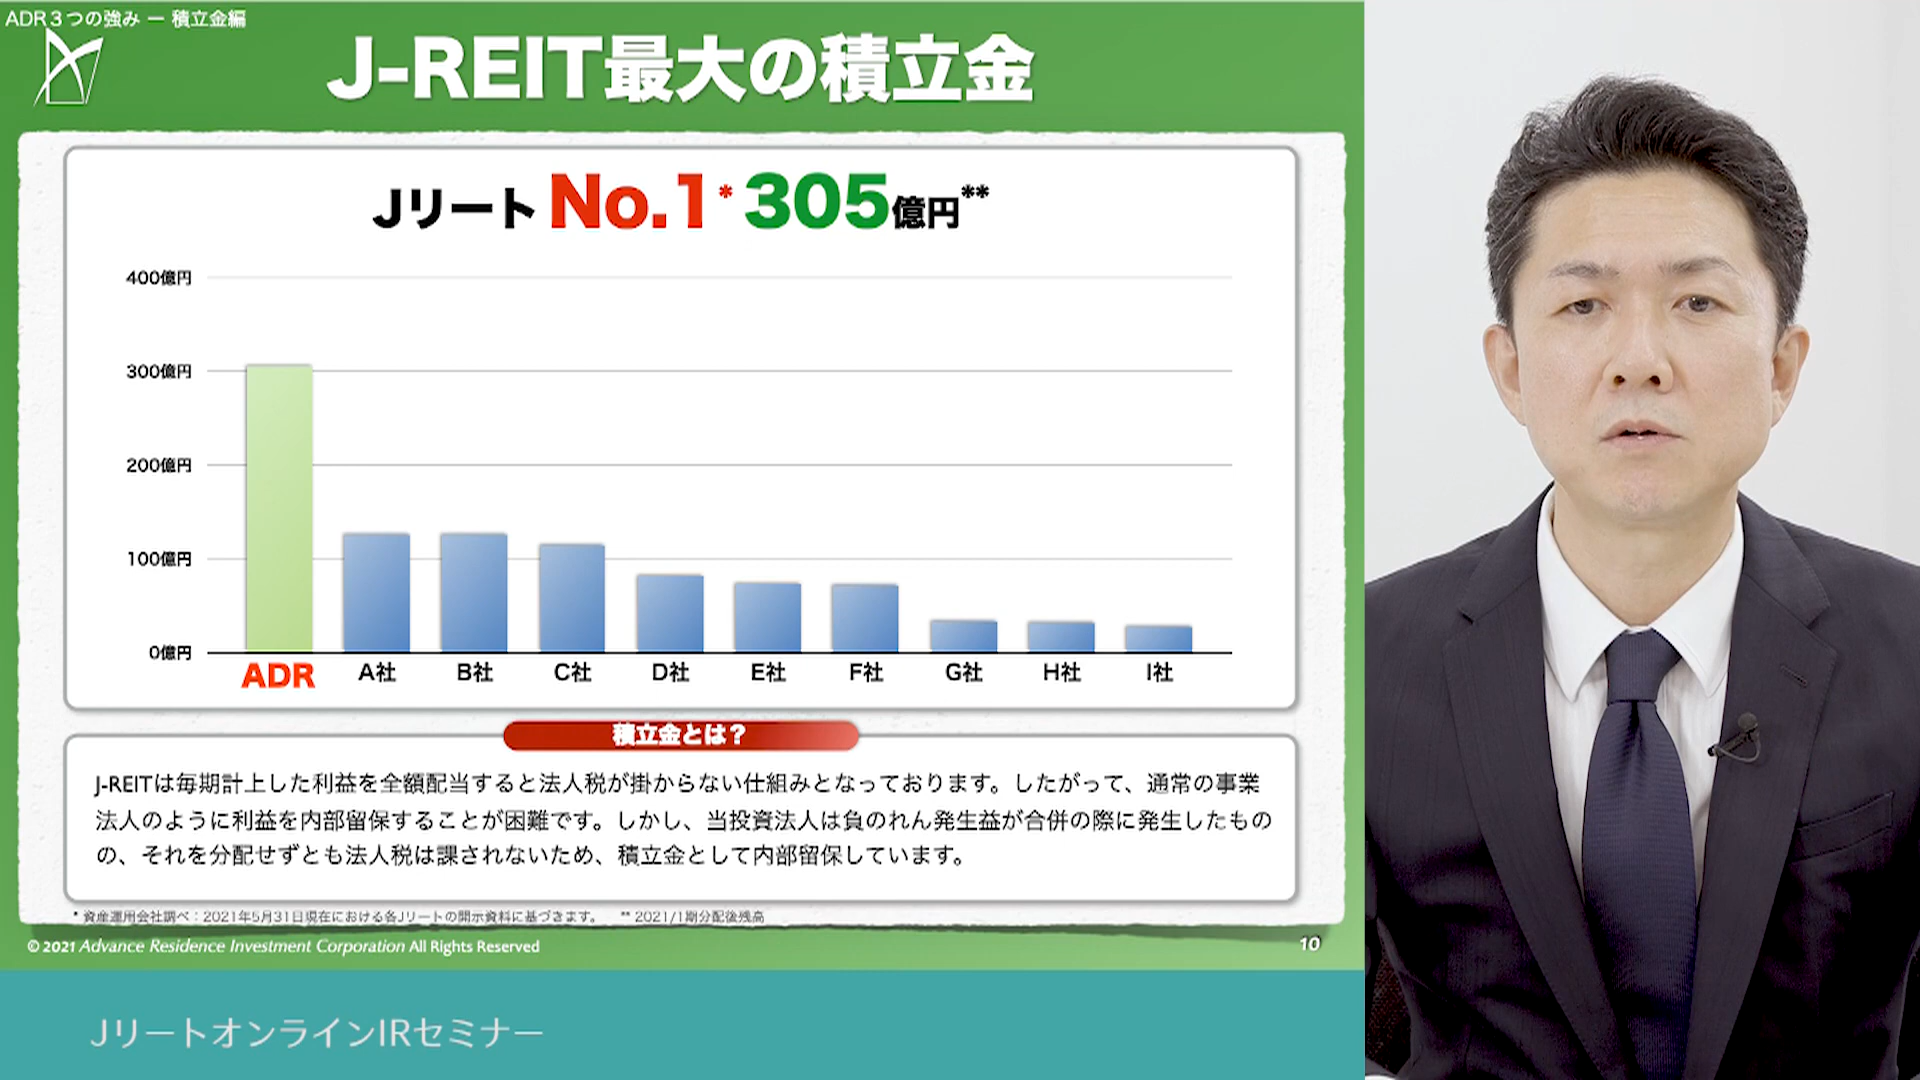 ADR3つの強み ー 積立金編
J-REIT最大の積立金
Jリート No.1* 305億円**
400億円
300億円
200億円
100億円
0億円
ADR A社 B社 C社 D社 E社 F社 G社 H社 I社
積立金とは？
J-REITは毎期計上した利益を全額配当すると法人税が掛からない仕組みとなっております。したがって、通常の事業
法人のように利益を内部留保することが困難です。しかし、当投資法人は負ののれん発生益が合併の際に発生したもの
の、それを分配せずとも法人税は課されないため、積立金として内部留保しています。
* 資産運用会社調べ：2021年5月31日現在における各Jリートの開示資料に基づきます。 ** 2021/1期分配後残高
© 2021 Advance Residence Investment Corporation All Rights Reserved
10
JリートオンラインIRセミナー